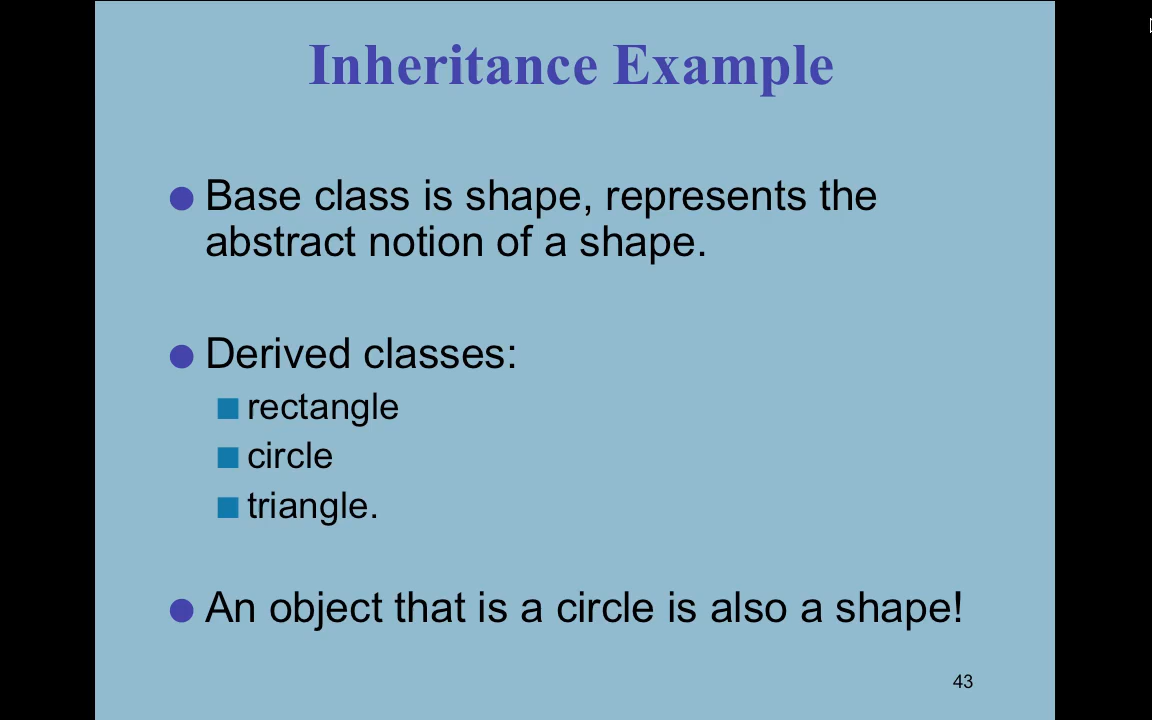 Inheritance Example
Base class is shape, represents the
abstract notion of a shape.
Derived classes:
rectangle
circle
triangle.
An object that is a circle is also a shape!
43